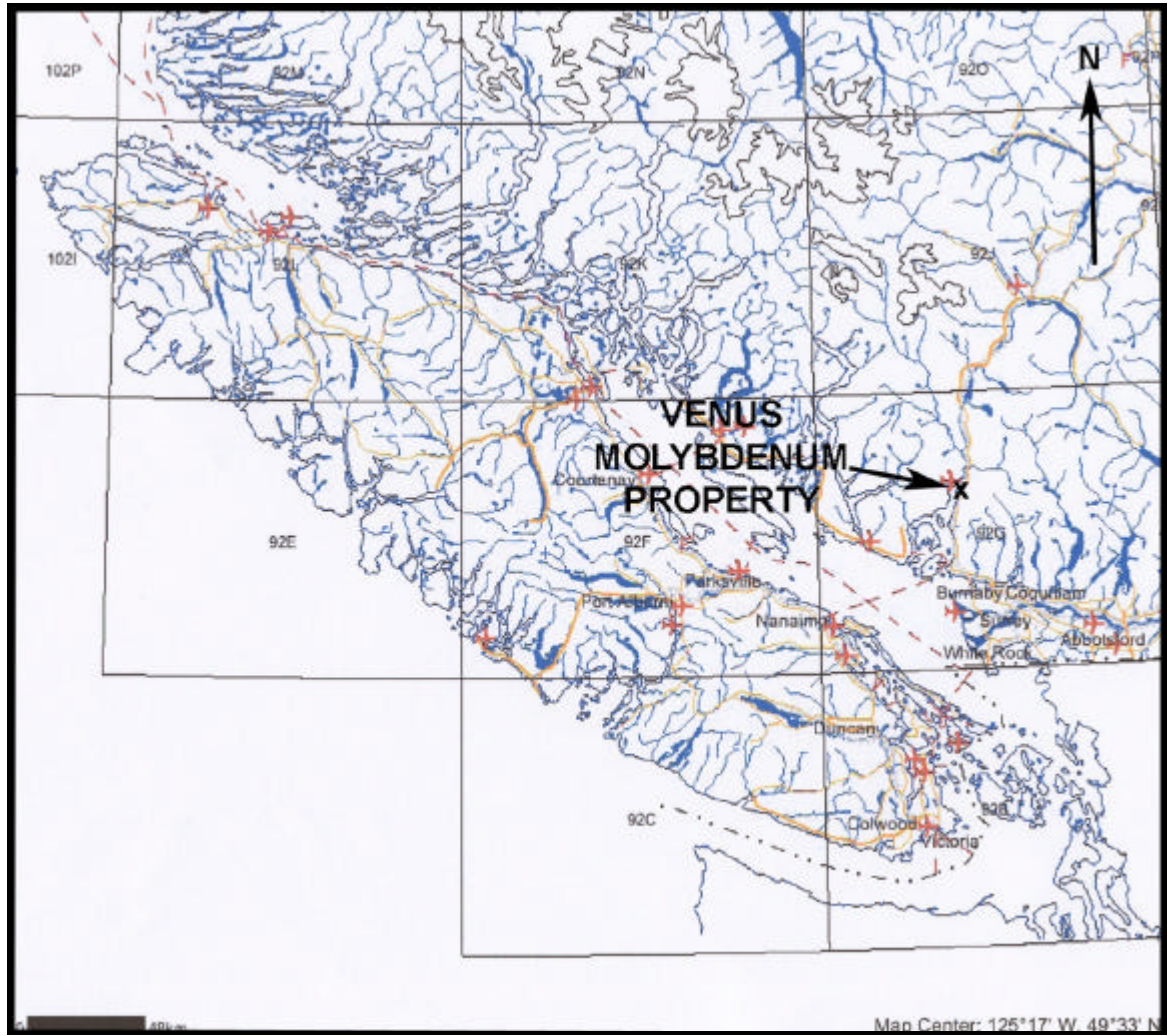 102P
92M
92N
92O
92P
N
92J
102I
92L
92K
VENUS
MOLYBDENUM
PROPERTY
Courtenay
92E
92F
92G
Parksville
Port Alberni
Nanaimo
Burnaby Coquitlam
Surrey
Abbotsford
White Rock
Duncan
92C
92B
Colwood
Victoria
48km
Map Center: 125°17' W, 49°33' N